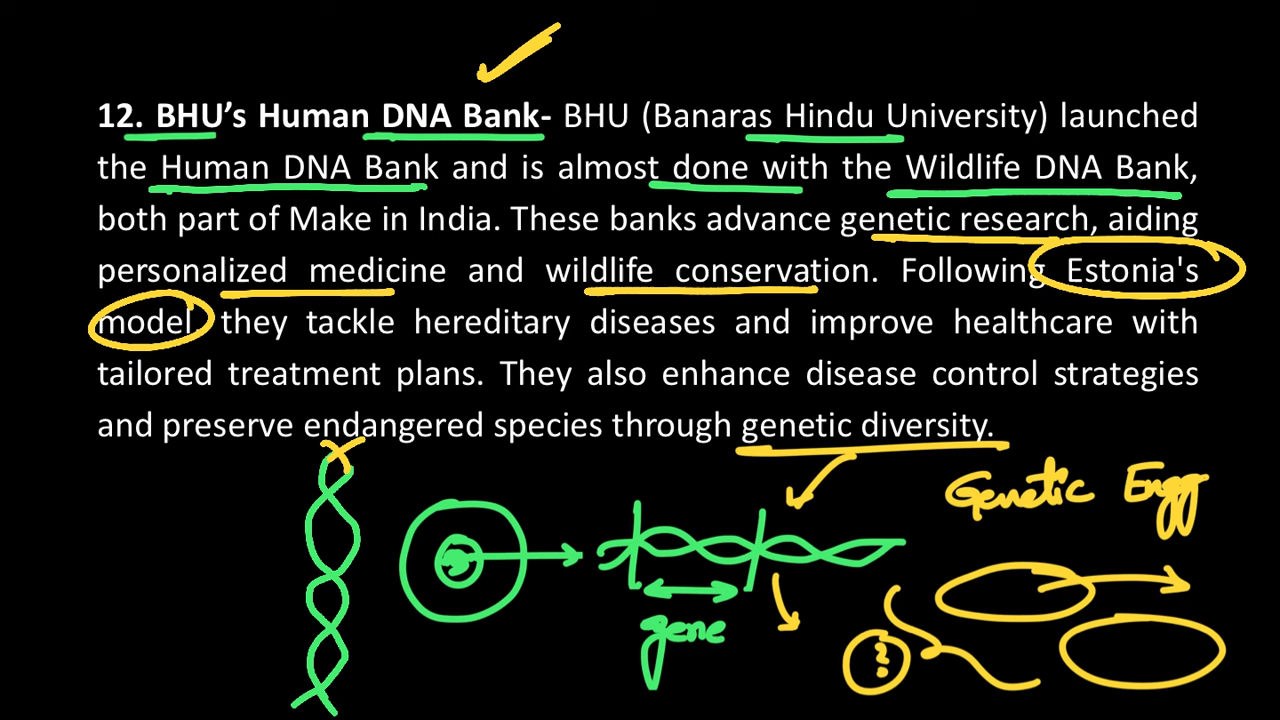 12. BHU’s Human DNA Bank- BHU (Banaras Hindu University) launched
the Human DNA Bank and is almost done with the Wildlife DNA Bank,
both part of Make in India. These banks advance genetic research, aiding
personalized medicine and wildlife conservation. Following Estonia's
model, they tackle hereditary diseases and improve healthcare with
tailored treatment plans. They also enhance disease control strategies
and preserve endangered species through genetic diversity.
Genetic Engg
gene